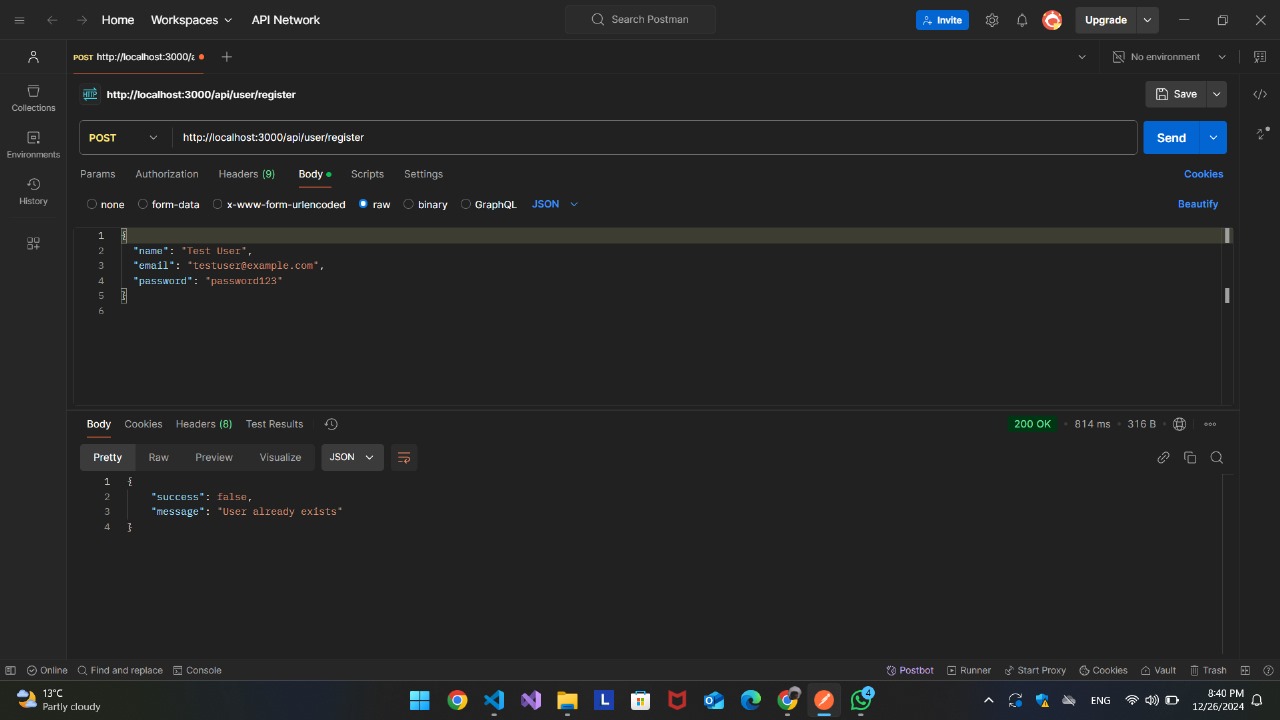 Home Workspaces API Network Search Postman Invite Upgrade
POST http://localhost:3000/a No environment
http://localhost:3000/api/user/register Save
Collections
Environments
History
POST http://localhost:3000/api/user/register Send
Params Authorization Headers (9) Body Scripts Settings Cookies
none form-data x-www-form-urlencoded raw binary GraphQL JSON Beautify
1 {
2 "name": "Test User",
3 "email": "testuser@example.com",
4 "password": "password123"
5 }
6
Body Cookies Headers (8) Test Results 200 OK 814 ms 316 B
Pretty Raw Preview Visualize JSON
1 {
2 "success": false,
3 "message": "User already exists"
4 }
Online Find and replace Console Postbot Runner Start Proxy Cookies Vault Trash
13°C
Partly cloudy
L
4
ENG
8:40 PM
12/26/2024